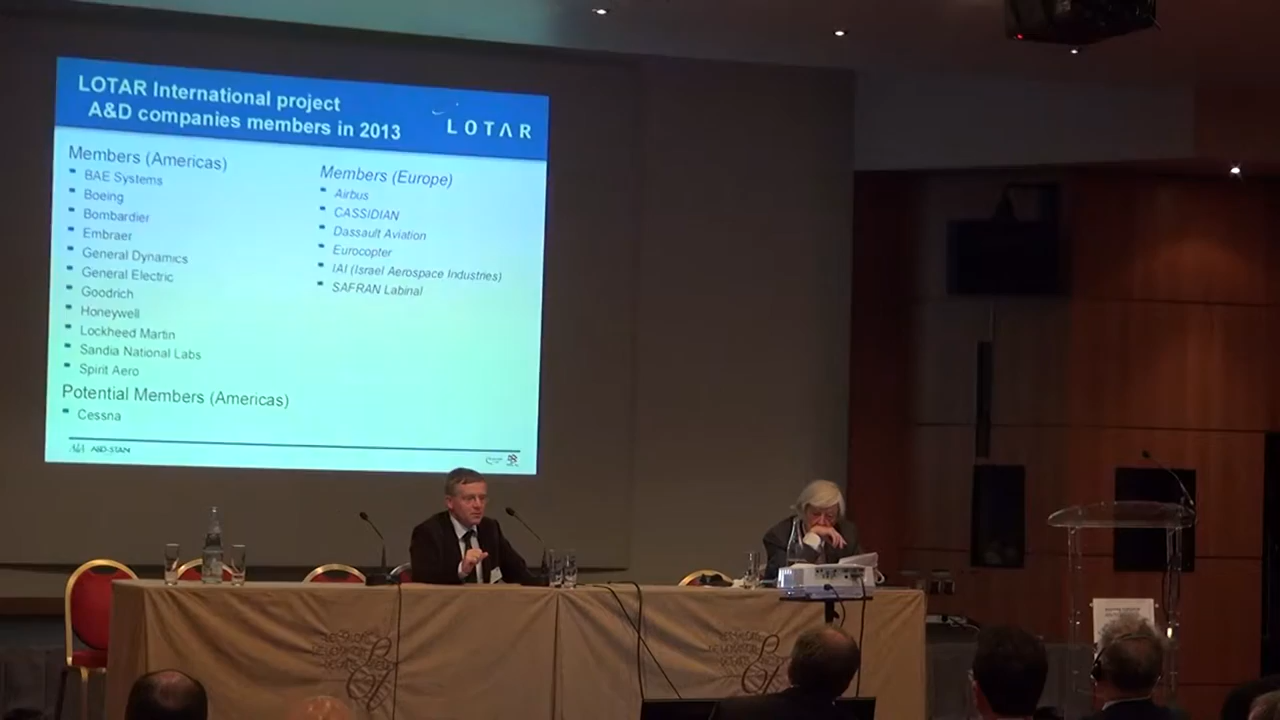 LOTAR International project
A&D companies members in 2013
LOTAR
Members (Americas)
BAE Systems
Boeing
Bombardier
Embraer
General Dynamics
General Electric
Goodrich
Honeywell
Lockheed Martin
Sandia National Labs
Spirit Aero
Potential Members (Americas)
Cessna
Members (Europe)
Airbus
CASSIDIAN
Dassault Aviation
Eurocopter
IAI (Israel Aerospace Industries)
SAFRAN Labinal
ASD-STAN